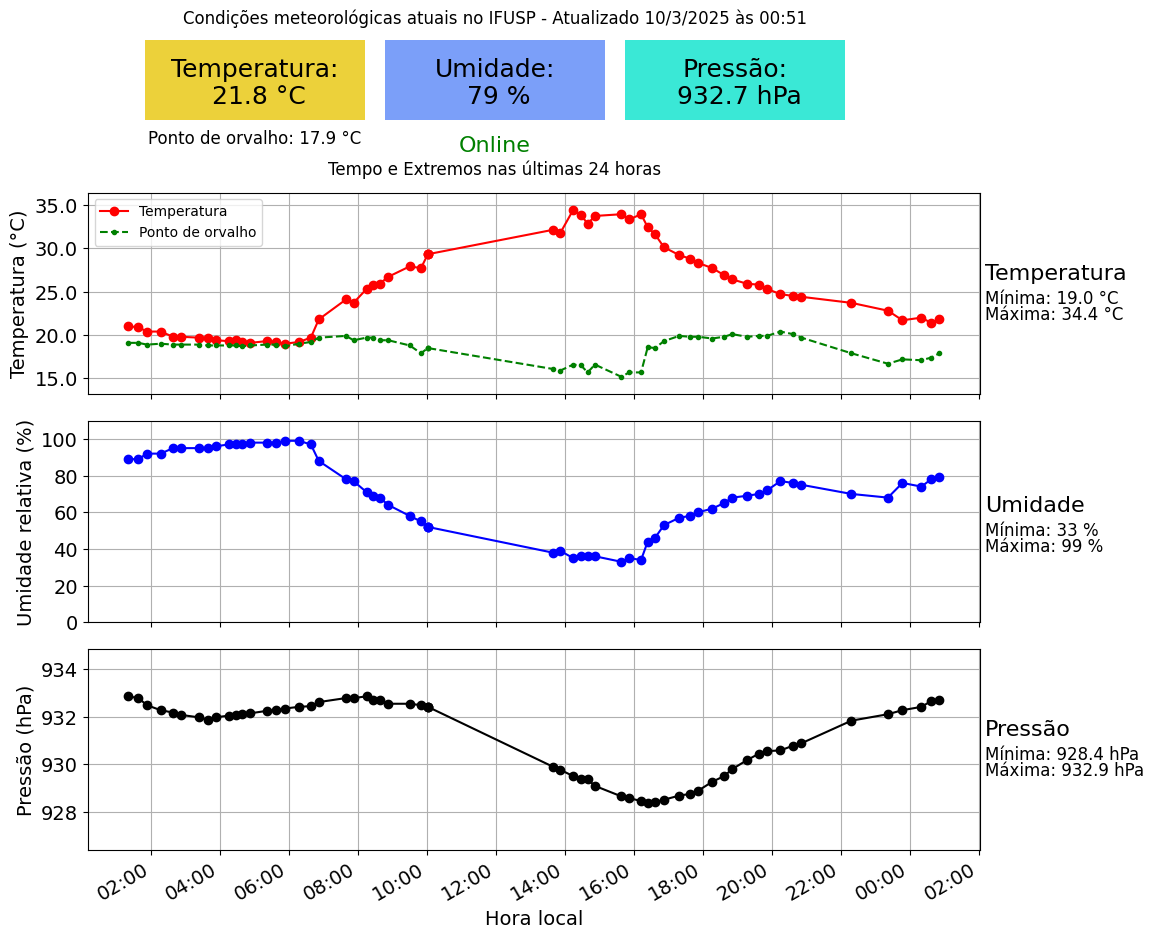 Condições meteorológicas atuais no IFUSP - Atualizado 10/3/2025 às 00:51
Temperatura:
21.8 °C
Umidade:
79 %
Pressão:
932.7 hPa
Ponto de orvalho: 17.9 °C
Online
Tempo e Extremos nas últimas 24 horas
Temperatura (°C)
35.0
30.0
25.0
20.0
15.0
Temperatura
Ponto de orvalho
Temperatura
Mínima: 19.0 °C
Máxima: 34.4 °C
Umidade relativa (%)
100
80
60
40
20
0
Umidade
Mínima: 33 %
Máxima: 99 %
Pressão (hPa)
934
932
930
928
Pressão
Mínima: 928.4 hPa
Máxima: 932.9 hPa
02:00 04:00 06:00 08:00 10:00 12:00 14:00 16:00 18:00 20:00 22:00 00:00 02:00
Hora local